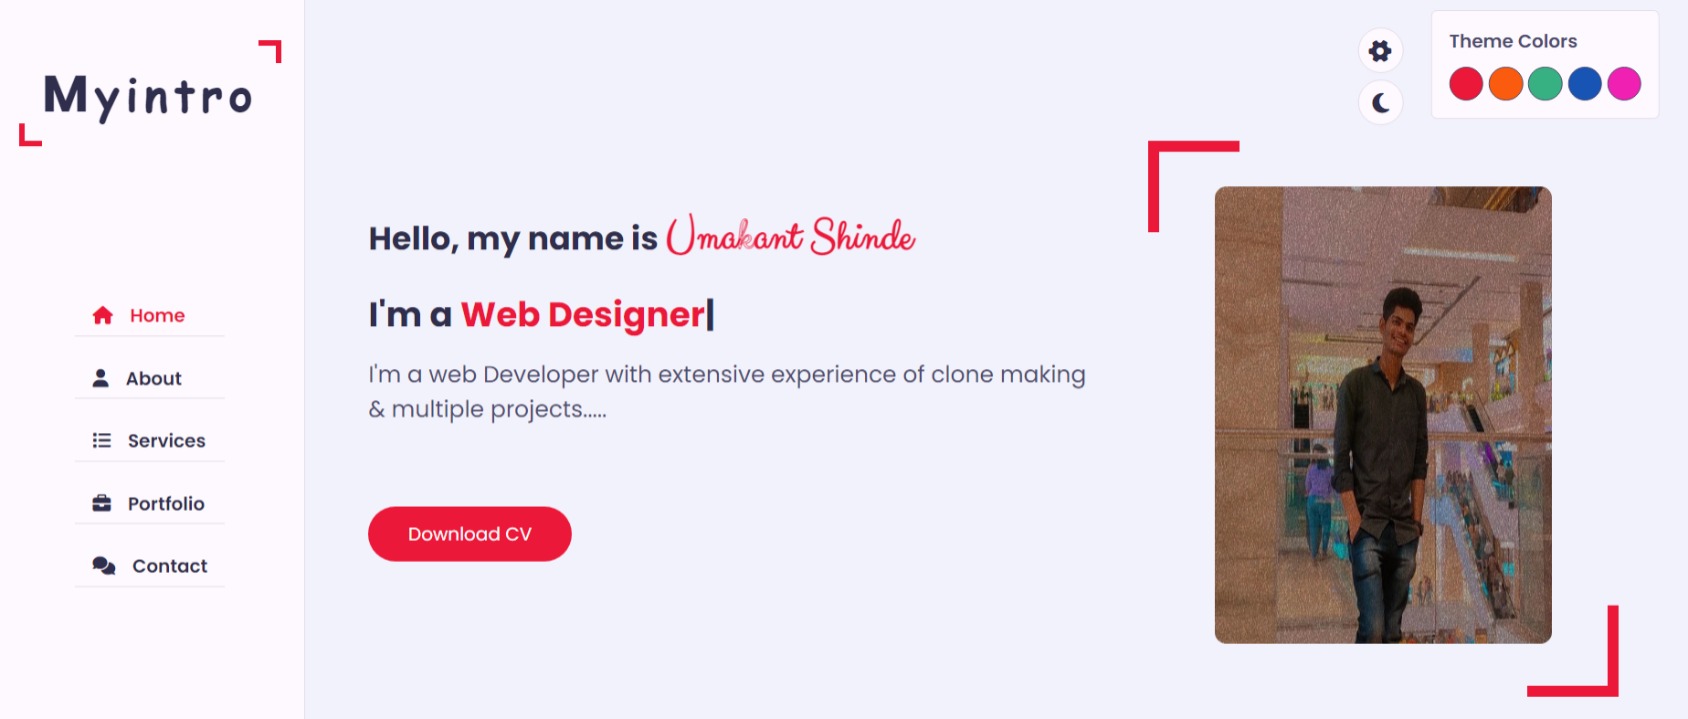 Myintro
Home
About
Services
Portfolio
Contact
Hello, my name is Umakant Shinde
I'm a Web Designer|
I'm a web Developer with extensive experience of clone making
& multiple projects.....
Download CV
Theme Colors